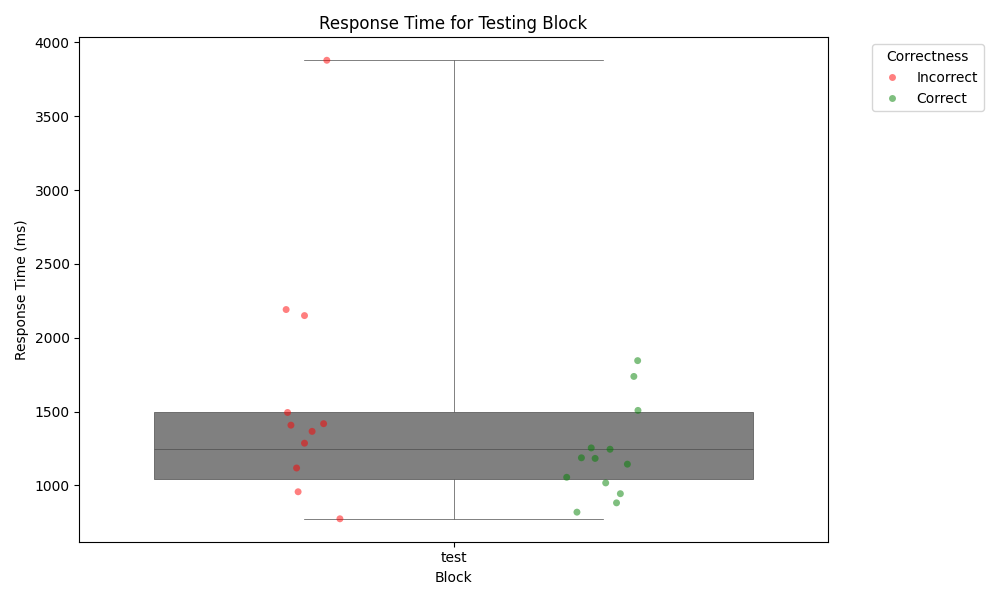 Response Time for Testing Block
Correctness
Incorrect
Correct
4000
3500
3000
2500
2000
1500
1000
Response Time (ms)
test
Block